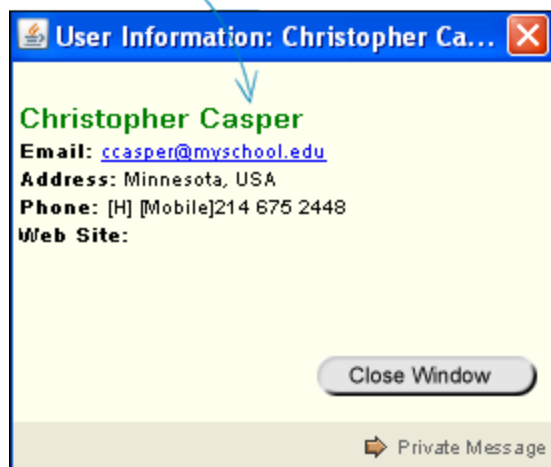 User Information: Christopher Ca...
Christopher Casper
Email: ccasper@myschool.edu
Address: Minnesota, USA
Phone: [H] [Mobile]214 675 2448
Web Site:
Close Window
Private Message